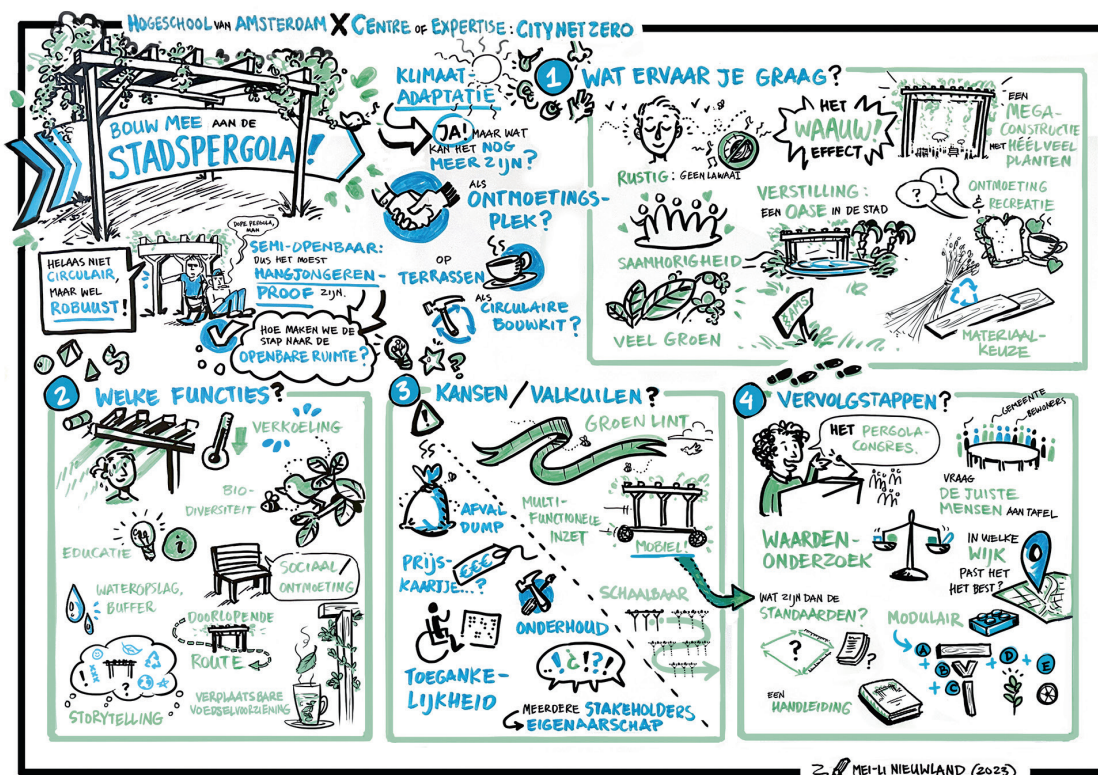 HOGESCHOOL VAN AMSTERDAM X CENTRE OF EXPERTISE: CITY NET ZERO
BOUW MEE AAN DE
STADSPERGOLA!
KLIMAAT-
ADAPTATIE
JA! MAAR WAT
KAN HET NOG
MEER ZIJN?
ALS
ONTMOETINGS-
PLEK?
OP
TERRASSEN
ALS
CIRCULAIRE
BOUWKIT?
HELAAS NIET
CIRCULAIR,
MAAR WEL
ROBUUST!
DOPE PERGOLA,
MAN
SEMI-OPENBAAR:
DUS HET MOEST
HANGJONGEREN-
PROOF ZIJN.
HOE MAKEN WE DE
STAP NAAR DE
OPENBARE RUIMTE?
1 WAT ERVAAR JE GRAAG?
RUSTIG: GEEN LAWAAI
HET
WAAUW!
EFFECT
EEN
MEGA-
CONSTRUCTIE
MET HÉÉL VEEL
PLANTEN
SAAMHORIGHEID
VERSTILLING:
EEN OASE IN DE STAD
? !
ONTMOETING
&
RECREATIE
VEEL GROEN
&AMS
MATERIAAL-
KEUZE
2 WELKE FUNCTIES?
VERKOELING
BIO-
DIVERSITEIT
EDUCATIE
i
SOCIAAL/
ONTMOETING
WATEROPSLAG,
BUFFER
DOORLOPENDE
ROUTE
! ?
STORYTELLING
VERPLAATSBARE
VOEDSELVOORZIENING
3 KANSEN/VALKUILEN?
!
GROEN LINT
AFVAL
DUMP
MULTI-
FUNCTIONELE
INZET
MOBIEL!
PRIJS-
KAARTJE...?
€€€
SCHAALBAAR
ONDERHOUD
TOEGANKE-
LIJKHEID
!¿!?!
MEERDERE STAKEHOLDERS
EIGENAARSCHAP
4 VERVOLGSTAPPEN?
HET PERGOLA-
CONGRES.
GEMEENTE
BEWONERS
VRAAG
DE JUISTE
MENSEN AAN TAFEL
WAARDEN-
ONDERZOEK
IN WELKE
WIJK
PAST HET
HET BEST?
WAT ZIJN DAN DE
STANDAARDEN?
? ?
MODULAIR
A
+ B + D + E
+ C
EEN
HANDLEIDING
MEI-LI NIEUWLAND (2023)